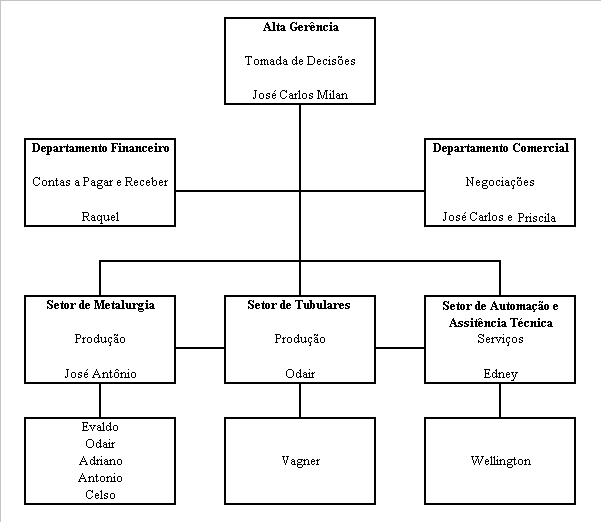 Alta Gerência
Tomada de Decisões
José Carlos Milan
Departamento Financeiro
Contas a Pagar e Receber
Raquel
Departamento Comercial
Negociações
José Carlos e Priscila
Setor de Metalurgia
Produção
José Antônio
Setor de Tubulares
Produção
Odair
Setor de Automação e
Assitência Técnica
Serviços
Edney
Evaldo
Odair
Adriano
Antonio
Celso
Vagner
Wellington